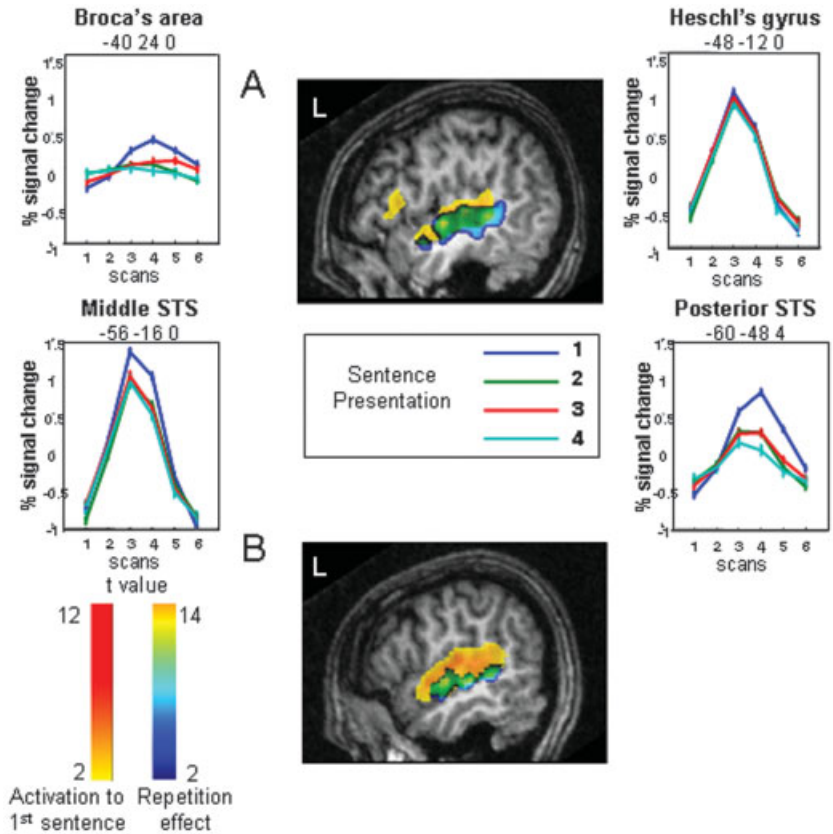 Broca's area
-40 24 0
% signal change
1.5
1
0.5
0
-0.5
-1
1 2 3 4 5 6
scans
A
L
Heschl's gyrus
-48 -12 0
% signal change
1.5
1
0.5
0
-0.5
-1
1 2 3 4 5 6
scans
Middle STS
-56 -16 0
% signal change
1.5
1
0.5
0
-0.5
-1
1 2 3 4 5 6
scans
Sentence
Presentation
1
2
3
4
Posterior STS
-60 -48 4
% signal change
1.5
1
0.5
0
-0.5
-1
1 2 3 4 5 6
scans
B
L
t value
12
2
14
2
Activation to
1st sentence
Repetition
effect